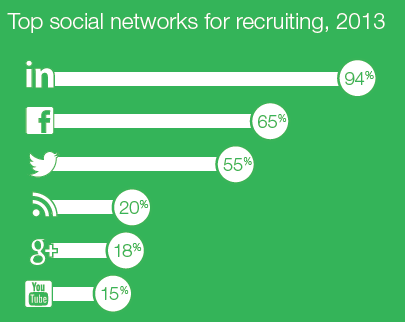 Top social networks for recruiting, 2013
in 94%
f 65%
55%
20%
g+ 18%
You Tube 15%